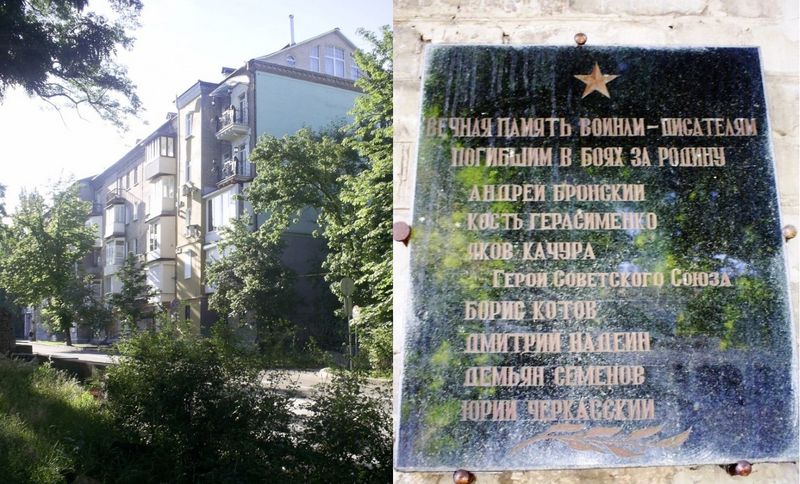 ВЕЧНАЯ ПАМЯТЬ ВОИНАМ-ПИСАТЕЛЯМ
ПОГИБШИМ В БОЯХ ЗА РОДИНУ
АНДРЕЙ БРОНСКИЙ
КОСТЬ ГЕРАСИМЕНКО
ЯКОВ КАЧУРА
ГЕРОЙ СОВЕТСКОГО СОЮЗА
БОРИС КОТОВ
ДМИТРИЙ НАДЕИН
ДЕМЬЯН СЕМЕНОВ
ЮРИЙ ЧЕРКАССКИЙ